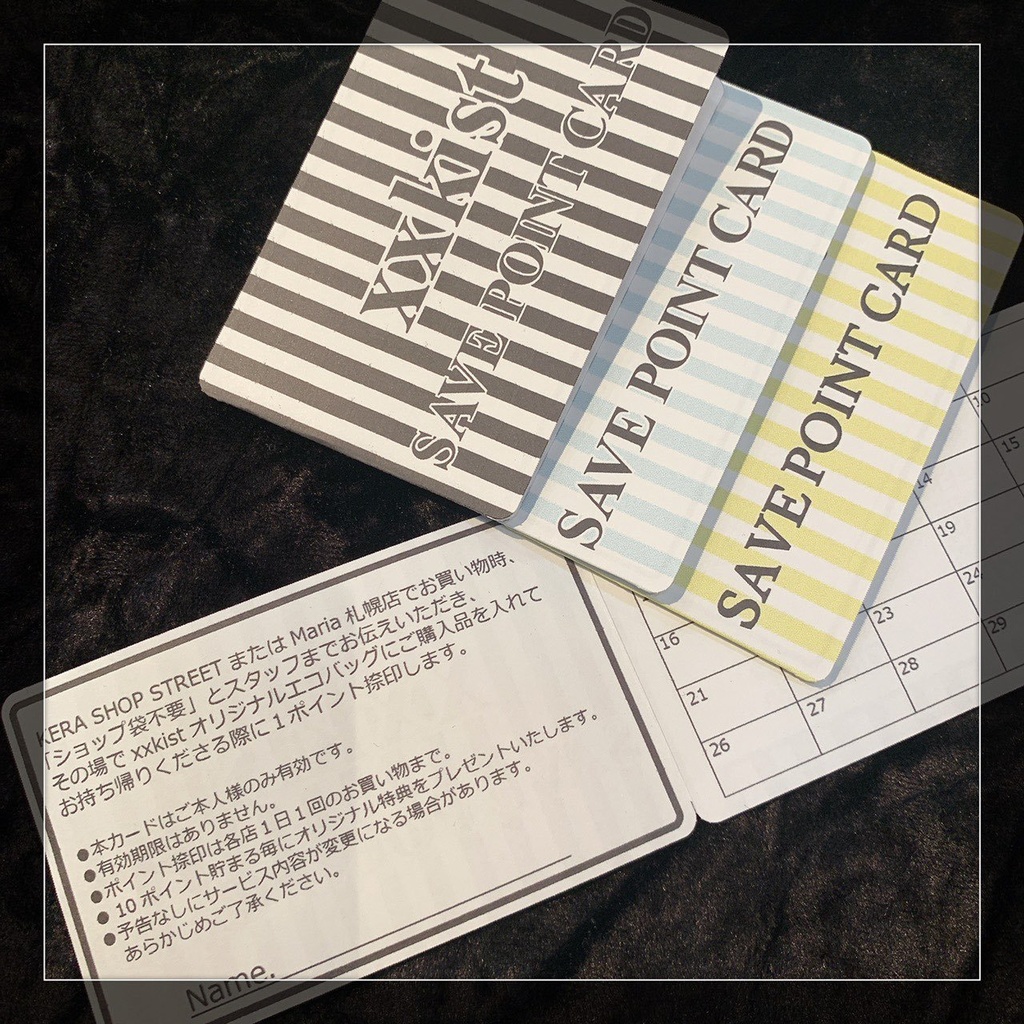 xxkist
SAVE POINT CARD
SAVE POINT CARD
SAVE POINT CARD
KERA SHOP STREET または Maria 札幌店でお買い物時、
「ショップ袋不要」とスタッフまでお伝えいただき、
その場で xxkist オリジナルエコバッグにご購入品を入れて
お持ち帰りくださる際に 1 ポイント捺印します。
●本カードはご本人様のみ有効です。
●有効期限はありません。
●ポイント捺印は各店 1 日 1 回のお買い物まで。
●10 ポイント貯まる毎にオリジナル特典をプレゼントいたします。
●予告なしにサービス内容が変更になる場合があります。
あらかじめご了承ください。
Name.
10
14
15
16
19
21
23
24
26
27
28
29